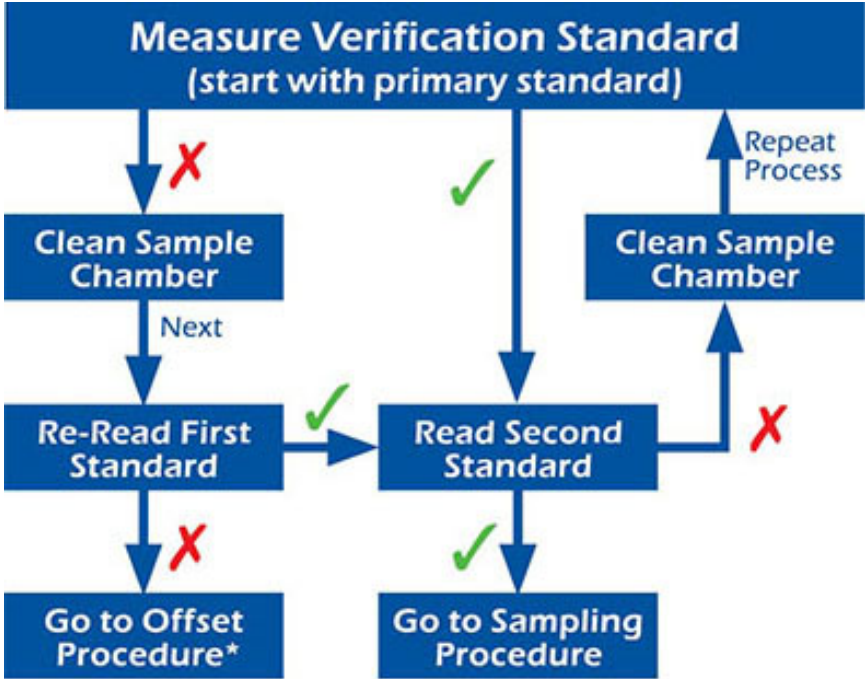 Measure Verification Standard
(start with primary standard)
Repeat
Process
Clean Sample
Chamber
Clean Sample
Chamber
Next
Re-Read First
Standard
Read Second
Standard
Go to Offset
Procedure*
Go to Sampling
Procedure